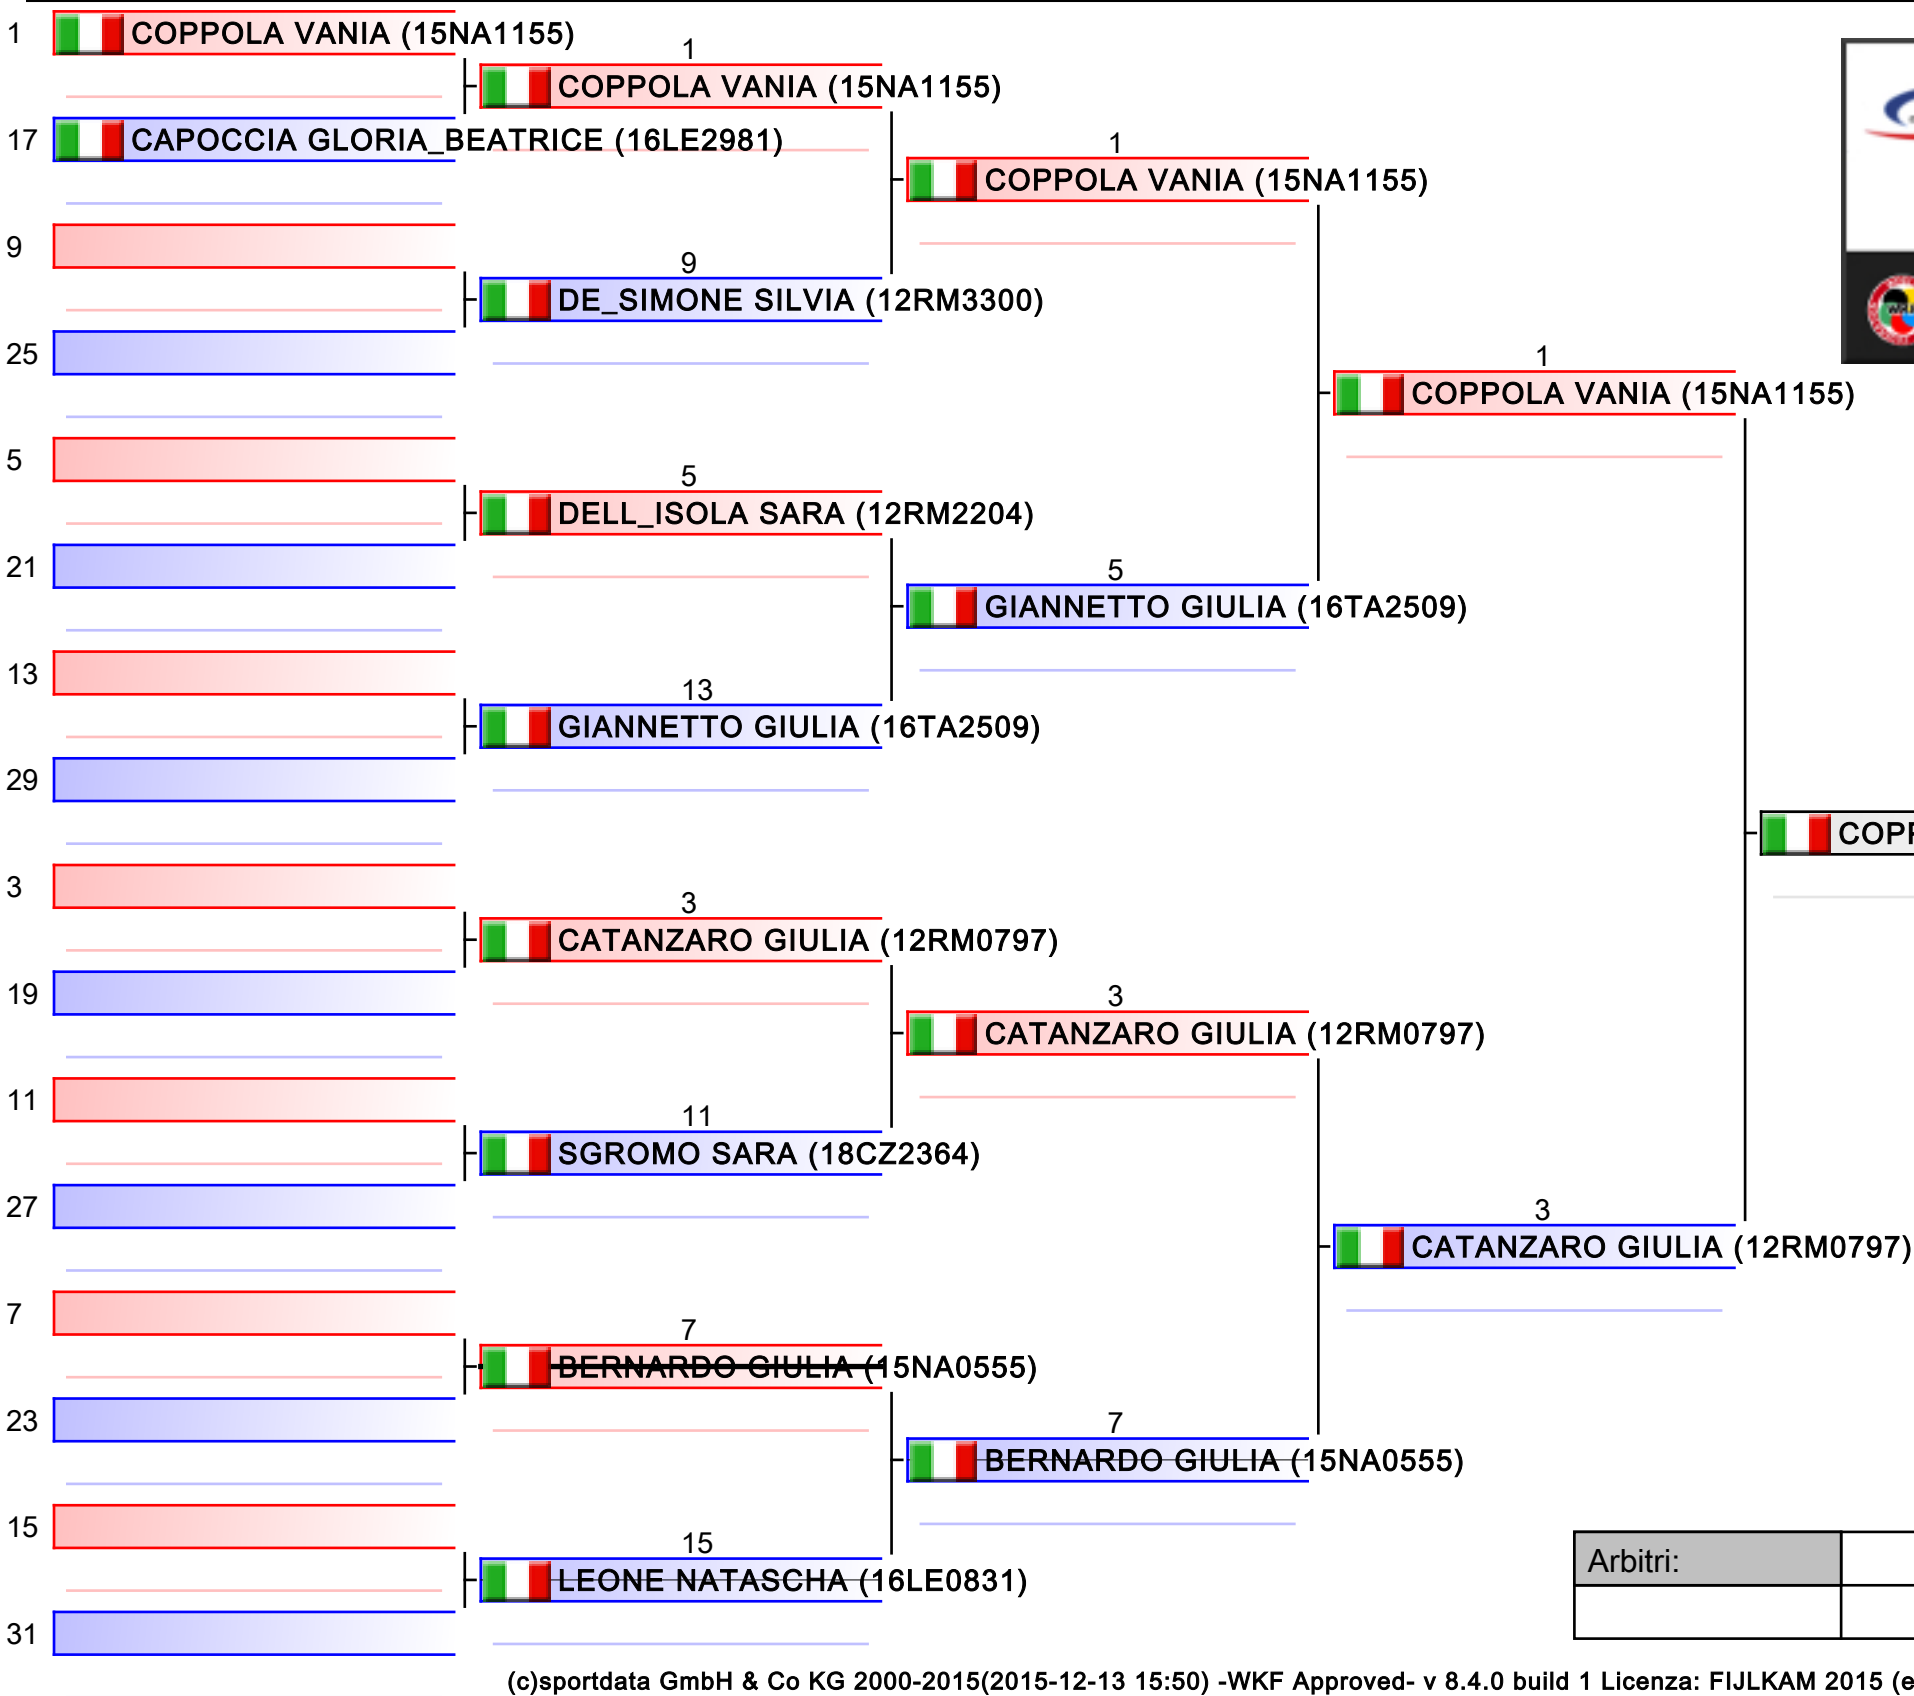 1 COPPOLA VANIA (15NA1155)
17 CAPOCCIA GLORIA_BEATRICE (16LE2981)
9
25
5
21
13
29
3
19
11
27
7
23
15
31
1
COPPOLA VANIA (15NA1155)
9
DE_SIMONE SILVIA (12RM3300)
5
DELL_ISOLA SARA (12RM2204)
13
GIANNETTO GIULIA (16TA2509)
3
CATANZARO GIULIA (12RM0797)
11
SGROMO SARA (18CZ2364)
7
BERNARDO GIULIA (15NA0555)
15
LEONE NATASCHA (16LE0831)
1
COPPOLA VANIA (15NA1155)
5
GIANNETTO GIULIA (16TA2509)
3
CATANZARO GIULIA (12RM0797)
7
BERNARDO GIULIA (15NA0555)
1
COPPOLA VANIA (15NA1155)
3
CATANZARO GIULIA (12RM0797)
Arbitri:
(c)sportdata GmbH & Co KG 2000-2015(2015-12-13 15:50) -WKF Approved- v 8.4.0 build 1 Licenza: FIJLKAM 2015 (e